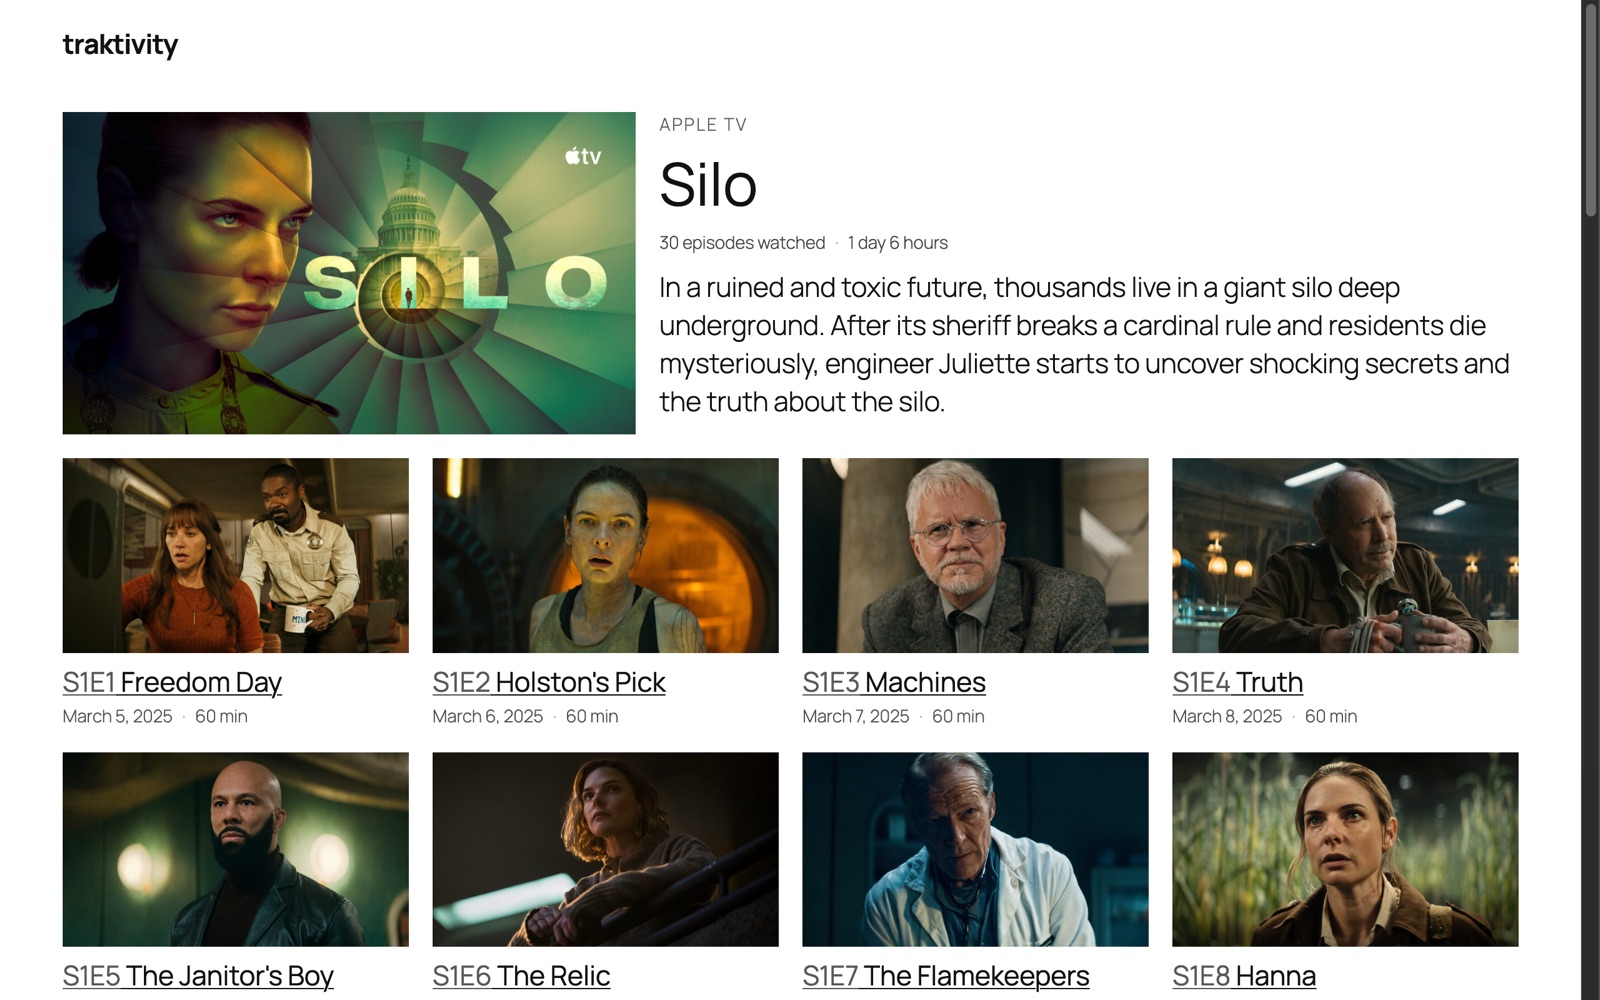 traktivity
tv
SILO
APPLE TV
Silo
30 episodes watched · 1 day 6 hours
In a ruined and toxic future, thousands live in a giant silo deep
underground. After its sheriff breaks a cardinal rule and residents die
mysteriously, engineer Juliette starts to uncover shocking secrets and
the truth about the silo.
MIN
S1E1 Freedom Day
March 5, 2025 · 60 min
S1E2 Holston's Pick
March 6, 2025 · 60 min
S1E3 Machines
March 7, 2025 · 60 min
S1E4 Truth
March 8, 2025 · 60 min
S1E5 The Janitor's Boy
S1E6 The Relic
S1E7 The Flamekeepers
S1E8 Hanna